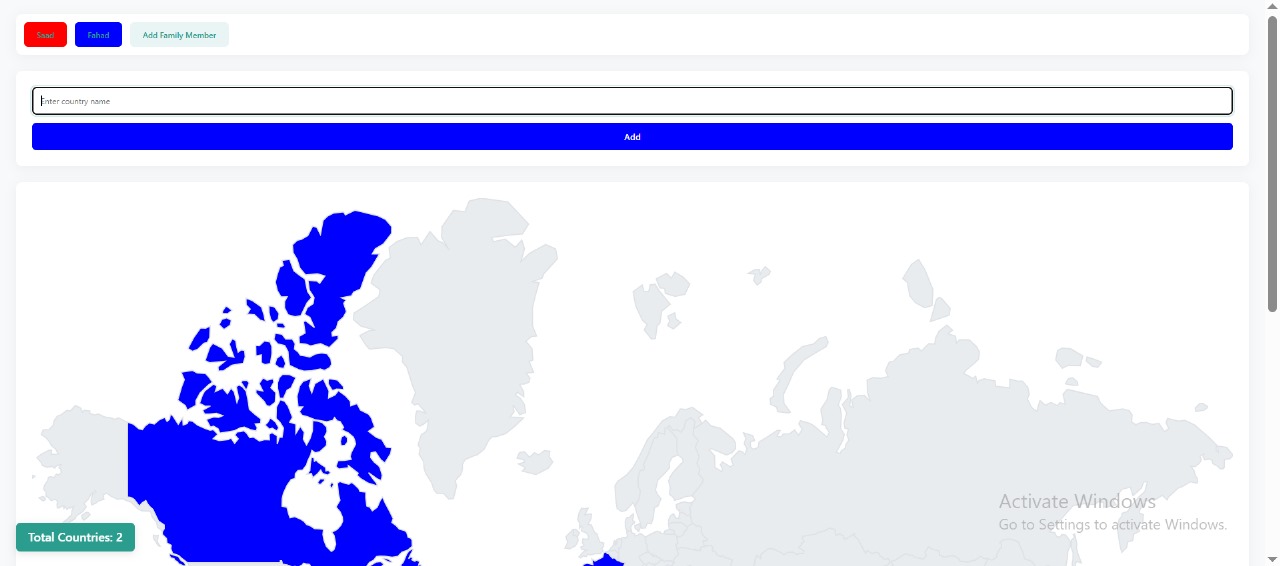 Saad
Fahad
Add Family Member
Enter country name
Add
Total Countries: 2
Activate Windows
Go to Settings to activate Windows.